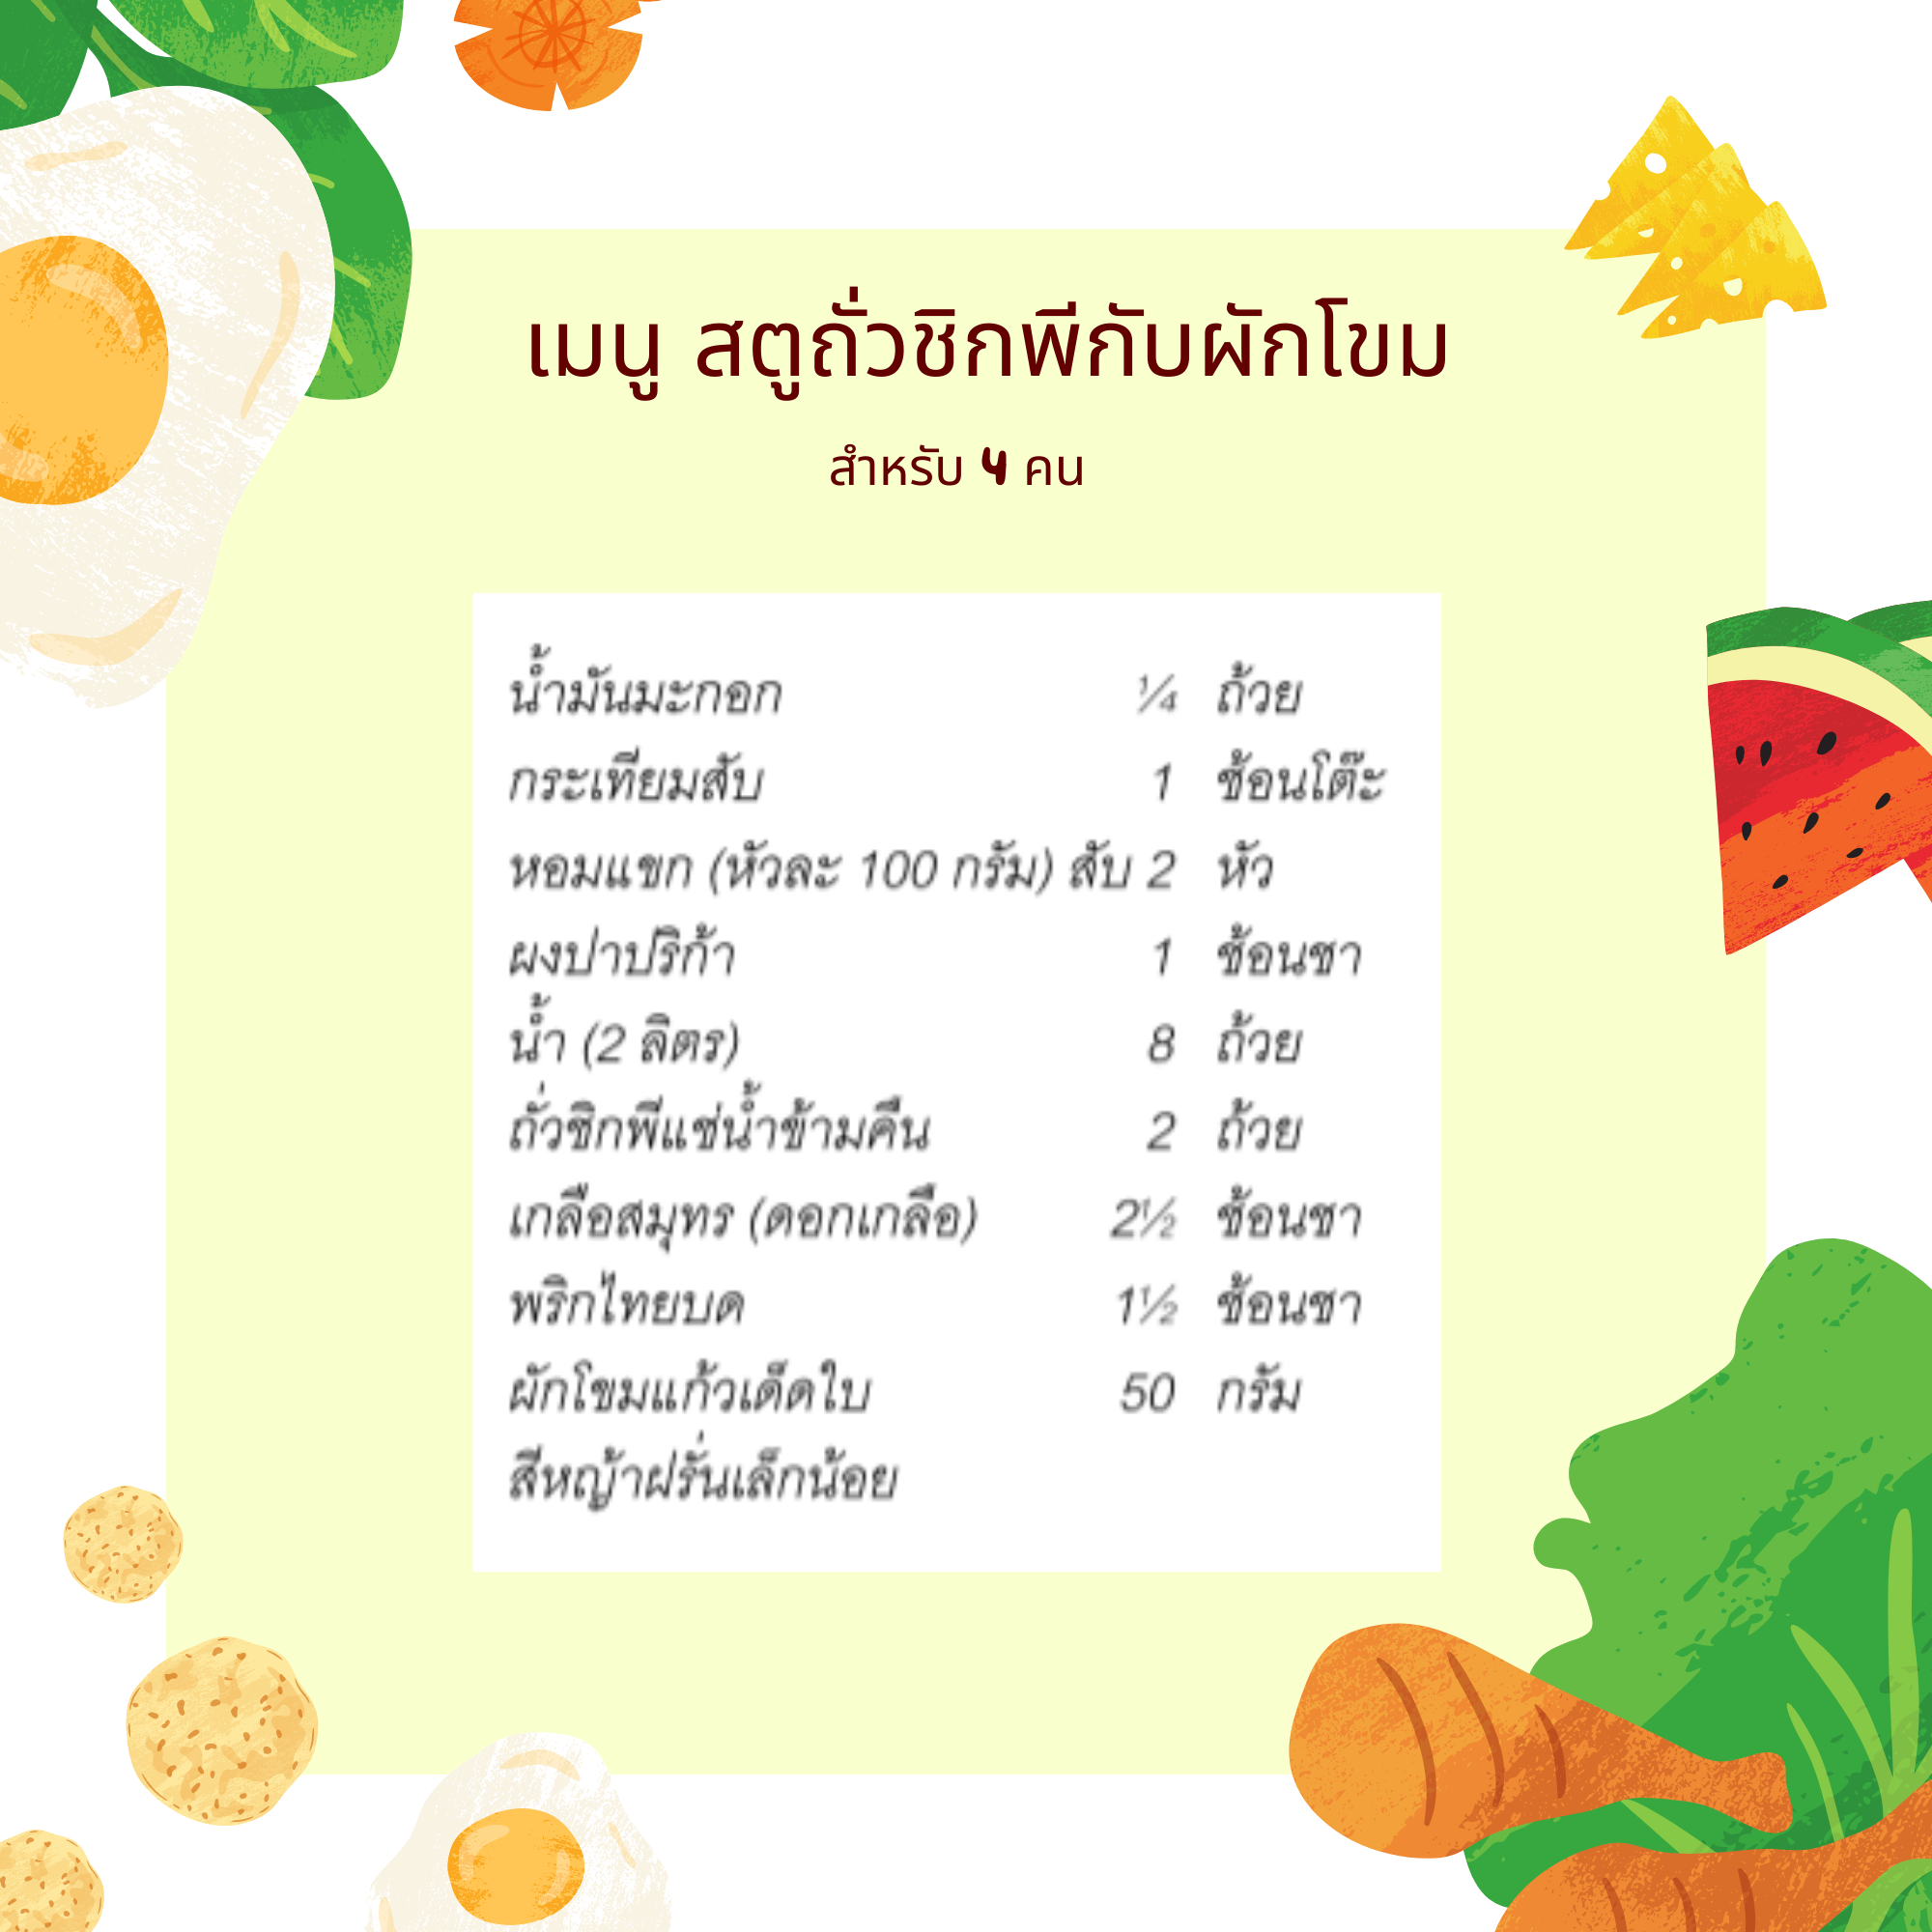 เมนู สตูถั่วชิกพีกับผักโขม
สำหรับ 4 คน
น้ำมันมะกอก ¼ ถ้วย
กระเทียมสับ 1 ช้อนโต๊ะ
หอมแขก (หัวละ 100 กรัม) สับ 2 หัว
ผงปาปริก้า 1 ช้อนชา
น้ำ (2 ลิตร) 8 ถ้วย
ถั่วชิกพีแช่น้ำข้ามคืน 2 ถ้วย
เกลือสมุทร (ดอกเกลือ) 2½ ช้อนชา
พริกไทยบด 1½ ช้อนชา
ผักโขมแก้วเด็ดใบ 50 กรัม
สีหญ้าฝรั่นเล็กน้อย